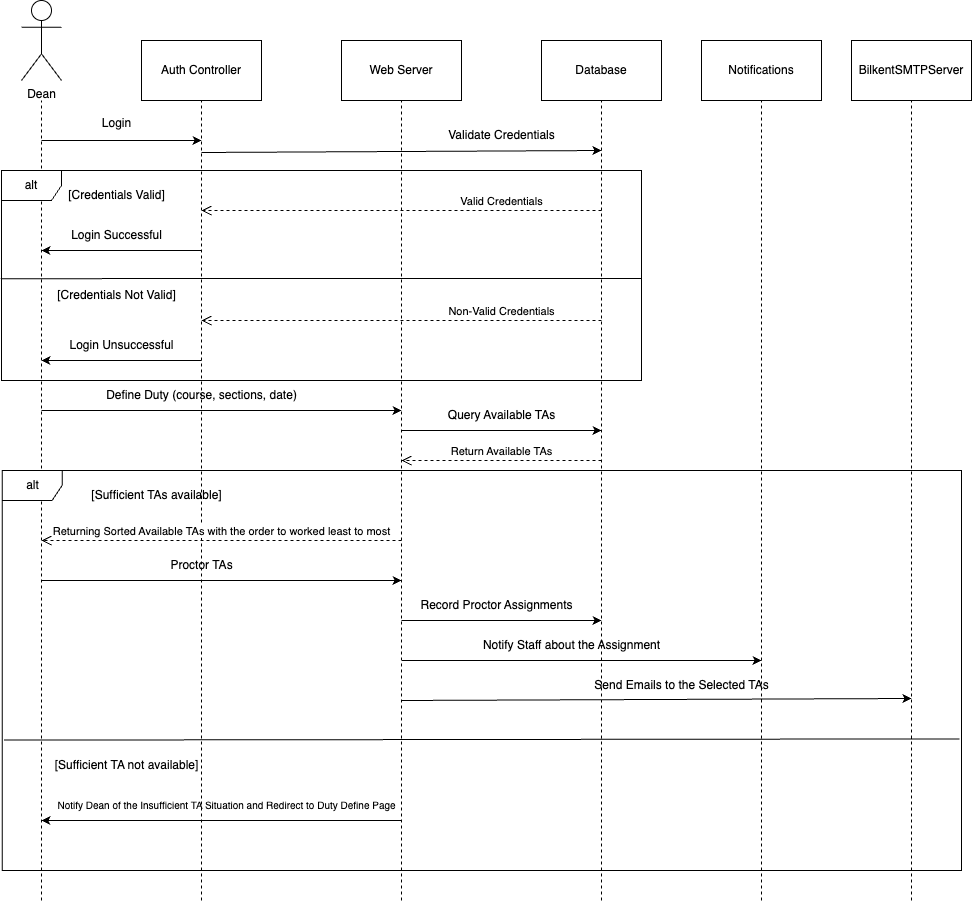 Dean
Auth Controller
Web Server
Database
Notifications
BilkentSMTPServer
Login
Validate Credentials
alt
[Credentials Valid]
Valid Credentials
Login Successful
[Credentials Not Valid]
Non-Valid Credentials
Login Unsuccessful
Define Duty (course, sections, date)
Query Available TAs
Return Available TAs
alt
[Sufficient TAs available]
Returning Sorted Available TAs with the order to worked least to most
Proctor TAs
Record Proctor Assignments
Notify Staff about the Assignment
Send Emails to the Selected TAs
[Sufficient TA not available]
Notify Dean of the Insufficient TA Situation and Redirect to Duty Define Page